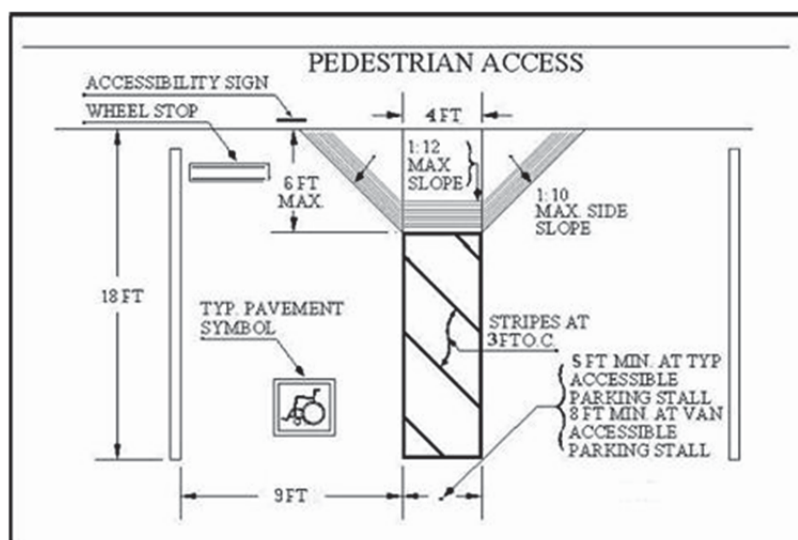 PEDESTRIAN ACCESS
ACCESSIBILITY SIGN
WHEEL STOP
4 FT
1:12
MAX
SLOPE
6 FT
MAX.
1:10
MAX. SIDE
SLOPE
18 FT
TYP. PAVEMENT
SYMBOL
STRIPES AT
3 FT O.C.
5 FT MIN. AT TYP
ACCESSIBLE
PARKING STALL
8 FT MIN. AT VAN
ACCESSIBLE
PARKING STALL
9 FT